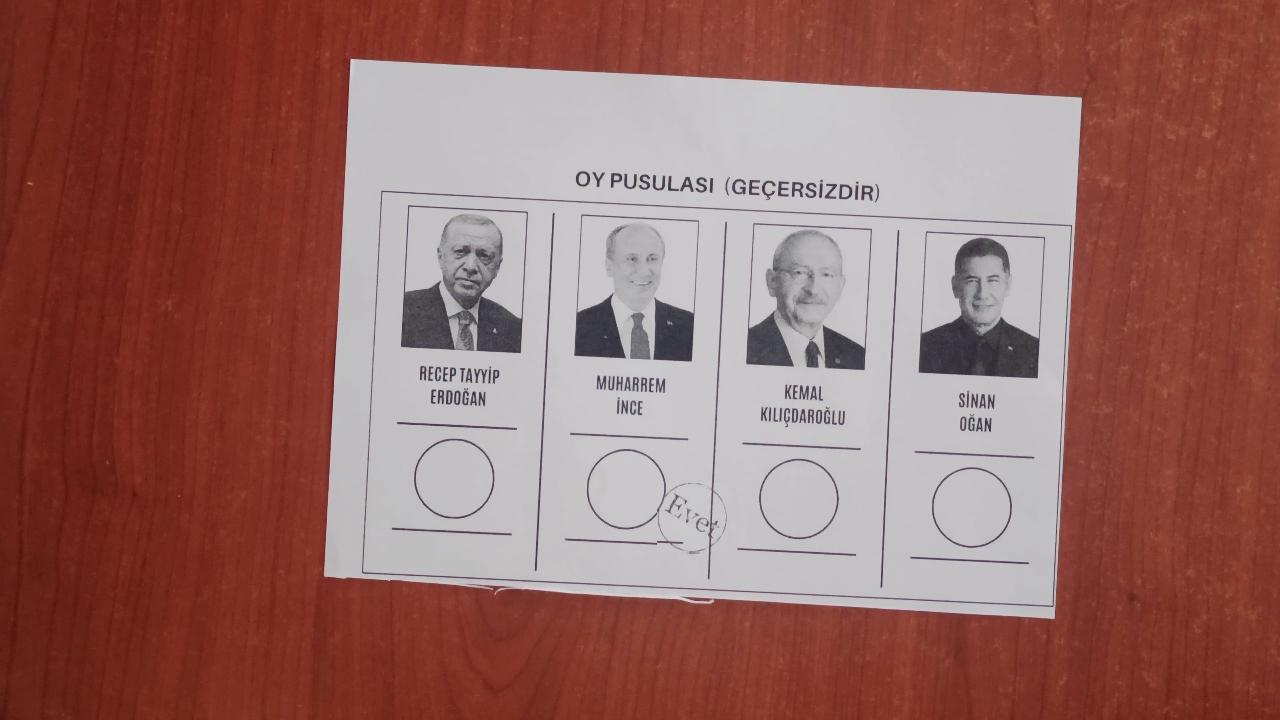 OY PUSULASI (GEÇERSİZDİR)
RECEP TAYYİP
ERDOĞAN
MUHARREM
İNCE
KEMAL
KILIÇDAROĞLU
SİNAN
OĞAN
Evet